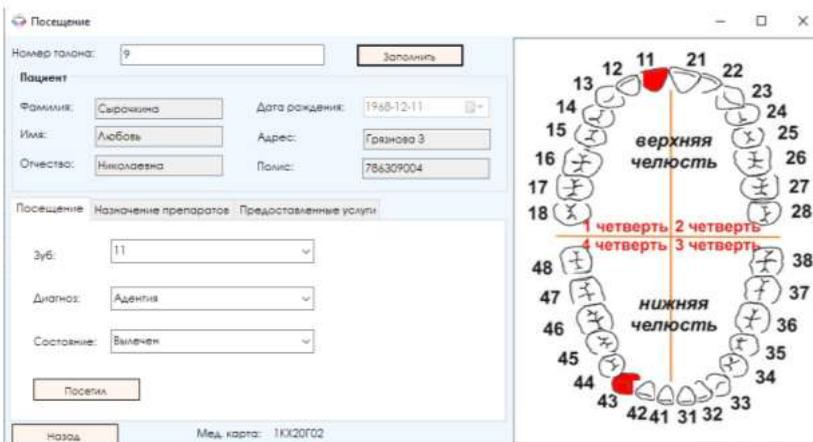 Посещение
Номер талона: 9 Заполнить
Пациент
Фамилия: Сырочкина Дата рождения: 1968-12-11
Имя: Любовь Адрес: Грязнова 3
Отчество: Николаевна Полис: 786309004
Посещение Назначение препаратов Предоставленные услуги
Зуб: 11
Диагноз: Адентия
Состояние: Вылечен
Посетил
Назад Мед. карта: 1КХ20Г02
11 21
12 22
13 23
14 24
15 25
верхняя
челюсть
16 26
17 27
18 28
1 четверть 2 четверть
4 четверть 3 четверть
48 38
47 37
нижняя
челюсть
46 36
45 35
44 34
43 33
42 41 31 32